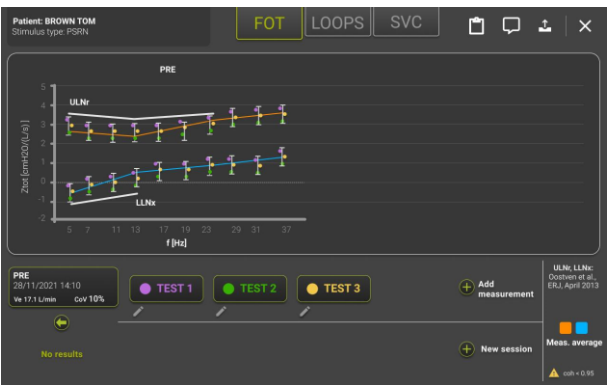 Patient: BROWN TOM
Stimulus type: PSRN
FOT
LOOPS
SVC
PRE
Ztot [cmH2O/(L/s)]
5
4
3
2
1
0
-1
-2
ULNr
LLNx
5 7 11 13 17 19 23 29 31 37
f [Hz]
PRE
28/11/2021 14:10
Ve 17.1 L/min CoV 10%
No results
TEST 1
TEST 2
TEST 3
Add
measurement
New session
ULNr, LLNx:
Oostven et al.,
ERJ, April 2013
Meas. average
coh < 0.95